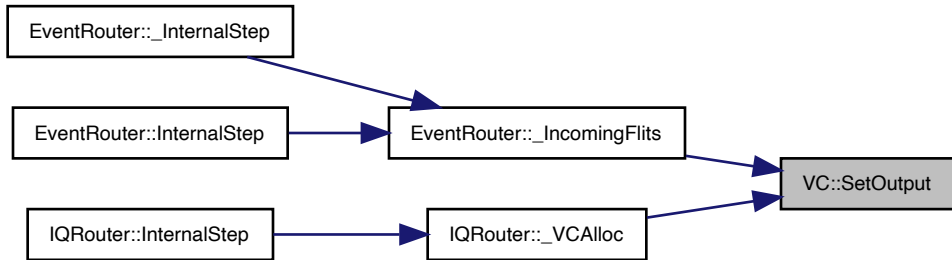 EventRouter::_InternalStep
EventRouter::InternalStep
EventRouter::_IncomingFlits
VC::SetOutput
IQRouter::InternalStep
IQRouter::_VCAlloc